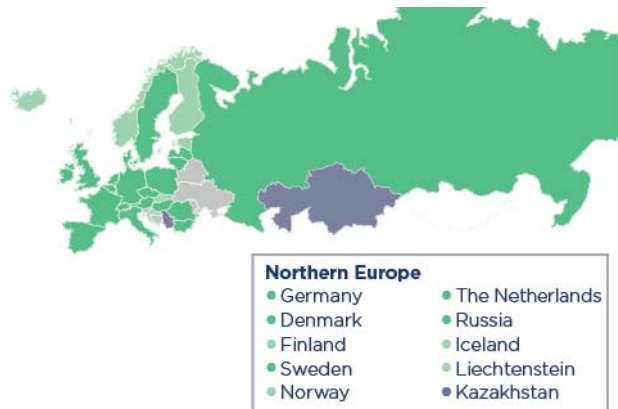 Northern Europe
Germany
Denmark
Finland
Sweden
Norway
The Netherlands
Russia
Iceland
Liechtenstein
Kazakhstan